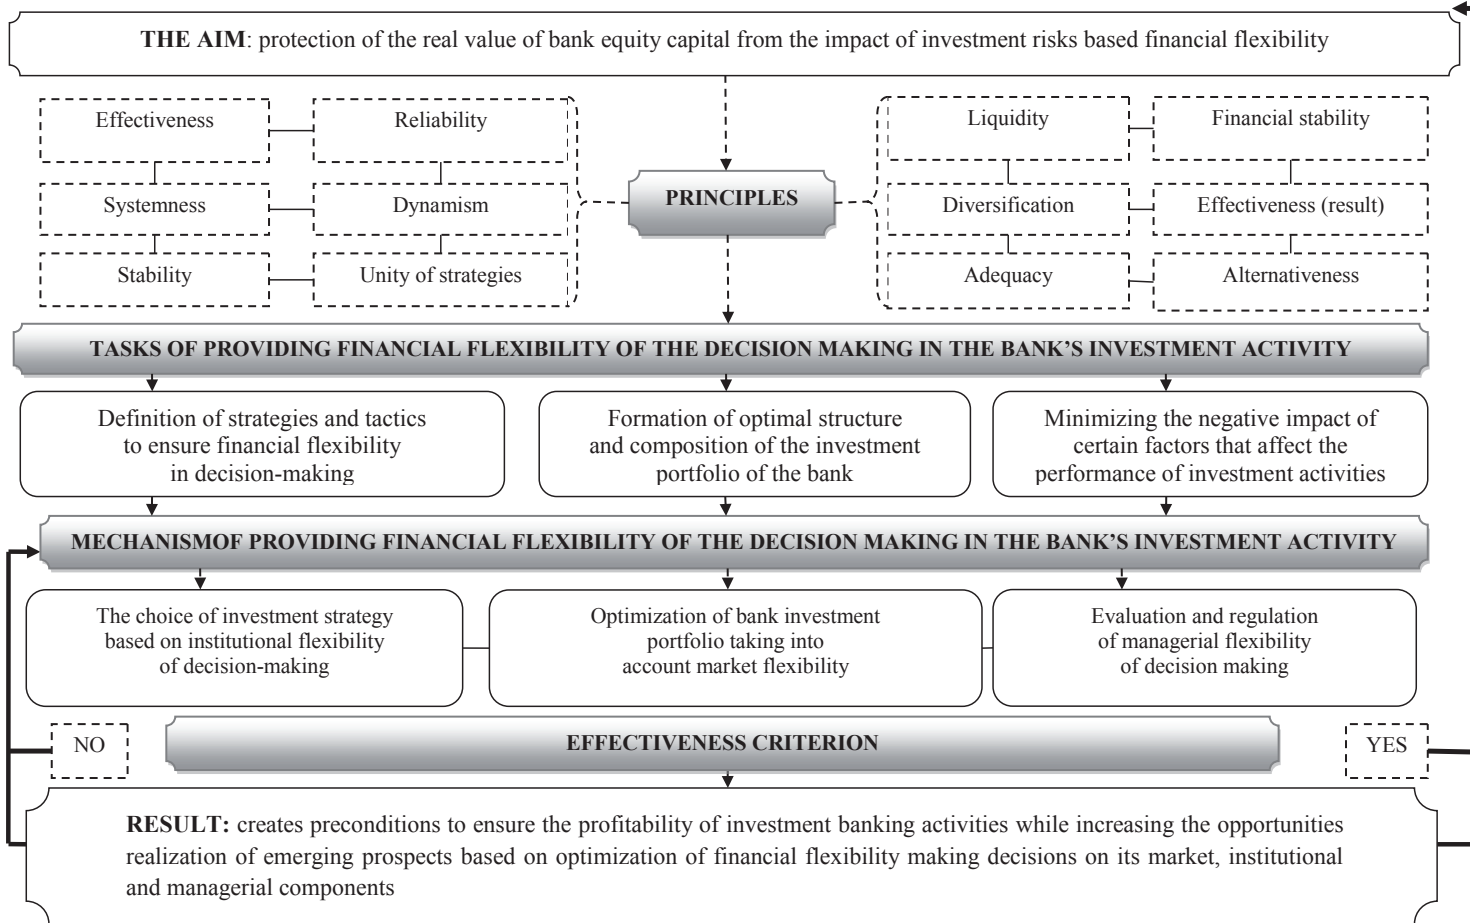 THE AIM: protection of the real value of bank equity capital from the impact of investment risks based financial flexibility
Effectiveness
Reliability
Liquidity
Financial stability
PRINCIPLES
Systemness
Dynamism
Diversification
Effectiveness (result)
Stability
Unity of strategies
Adequacy
Alternativeness
TASKS OF PROVIDING FINANCIAL FLEXIBILITY OF THE DECISION MAKING IN THE BANK’S INVESTMENT ACTIVITY
Definition of strategies and tactics
to ensure financial flexibility
in decision-making
Formation of optimal structure
and composition of the investment
portfolio of the bank
Minimizing the negative impact of
certain factors that affect the
performance of investment activities
MECHANISMOF PROVIDING FINANCIAL FLEXIBILITY OF THE DECISION MAKING IN THE BANK’S INVESTMENT ACTIVITY
The choice of investment strategy
based on institutional flexibility
of decision-making
Optimization of bank investment
portfolio taking into
account market flexibility
Evaluation and regulation
of managerial flexibility
of decision making
NO
EFFECTIVENESS CRITERION
YES
RESULT: creates preconditions to ensure the profitability of investment banking activities while increasing the opportunities
realization of emerging prospects based on optimization of financial flexibility making decisions on its market, institutional
and managerial components